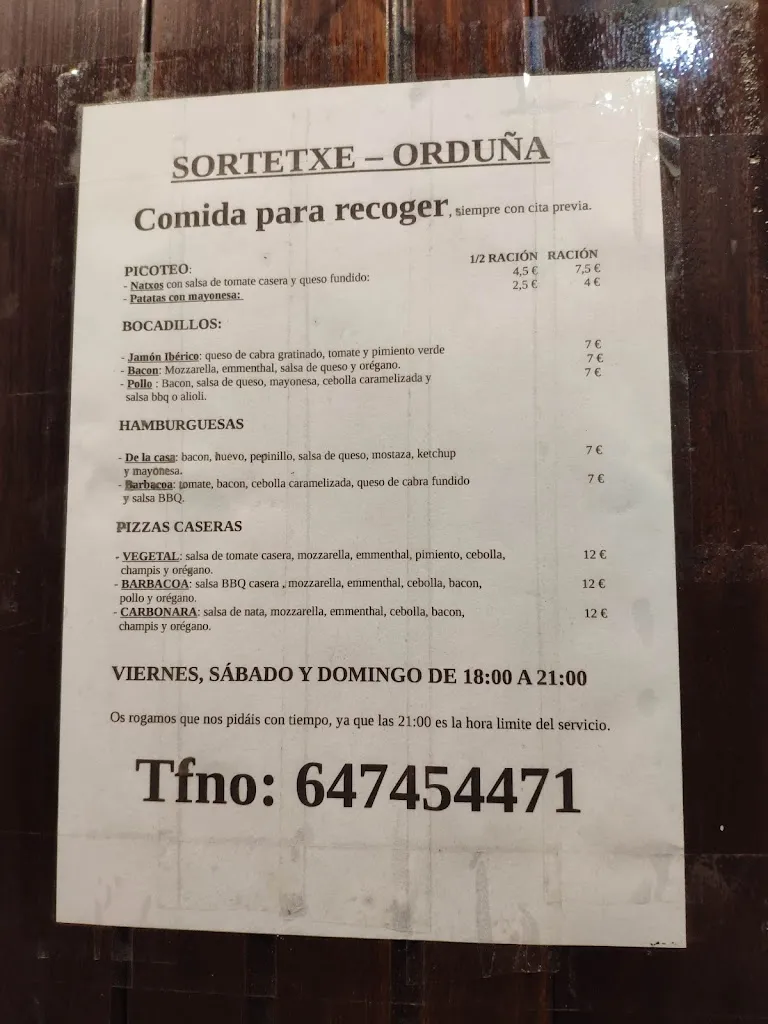 SORTETXE – ORDUÑA
Comida para recoger, siempre con cita previa.
1/2 RACIÓN RACIÓN
PICOTEO:
- Natxos con salsa de tomate casera y queso fundido: 4,5 € 7,5 €
- Patatas con mayonesa: 2,5 € 4 €
BOCADILLOS:
- Jamón Ibérico: queso de cabra gratinado, tomate y pimiento verde 7 €
- Bacon: Mozzarella, emmenthal, salsa de queso y orégano. 7 €
- Pollo : Bacon, salsa de queso, mayonesa, cebolla caramelizada y 7 €
salsa bbq o alioli.
HAMBURGUESAS
- De la casa: bacon, huevo, pepinillo, salsa de queso, mostaza, ketchup 7 €
y mayonesa.
- Barbacoa: tomate, bacon, cebolla caramelizada, queso de cabra fundido 7 €
y salsa BBQ.
PIZZAS CASERAS
- VEGETAL: salsa de tomate casera, mozzarella, emmenthal, pimiento, cebolla, 12 €
champis y orégano.
- BARBACOA: salsa BBQ casera , mozzarella, emmenthal, cebolla, bacon, 12 €
pollo y orégano.
- CARBONARA: salsa de nata, mozzarella, emmenthal, cebolla, bacon, 12 €
champis y orégano.
VIERNES, SÁBADO Y DOMINGO DE 18:00 A 21:00
Os rogamos que nos pidáis con tiempo, ya que las 21:00 es la hora limite del servicio.
Tfno: 647454471